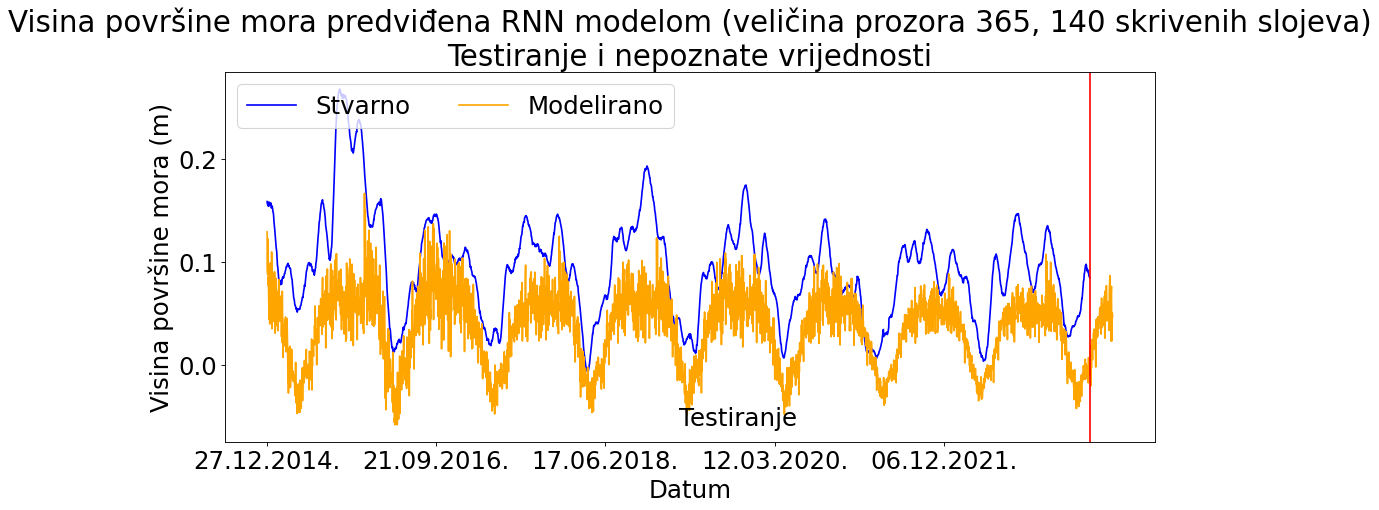 Visina površine mora predviđena RNN modelom (veličina prozora 365, 140 skrivenih slojeva)
Testiranje i nepoznate vrijednosti
Stvarno
Modelirano
Visina površine mora (m)
0.2
0.1
0.0
Testiranje
27.12.2014.
21.09.2016.
17.06.2018.
12.03.2020.
06.12.2021.
Datum